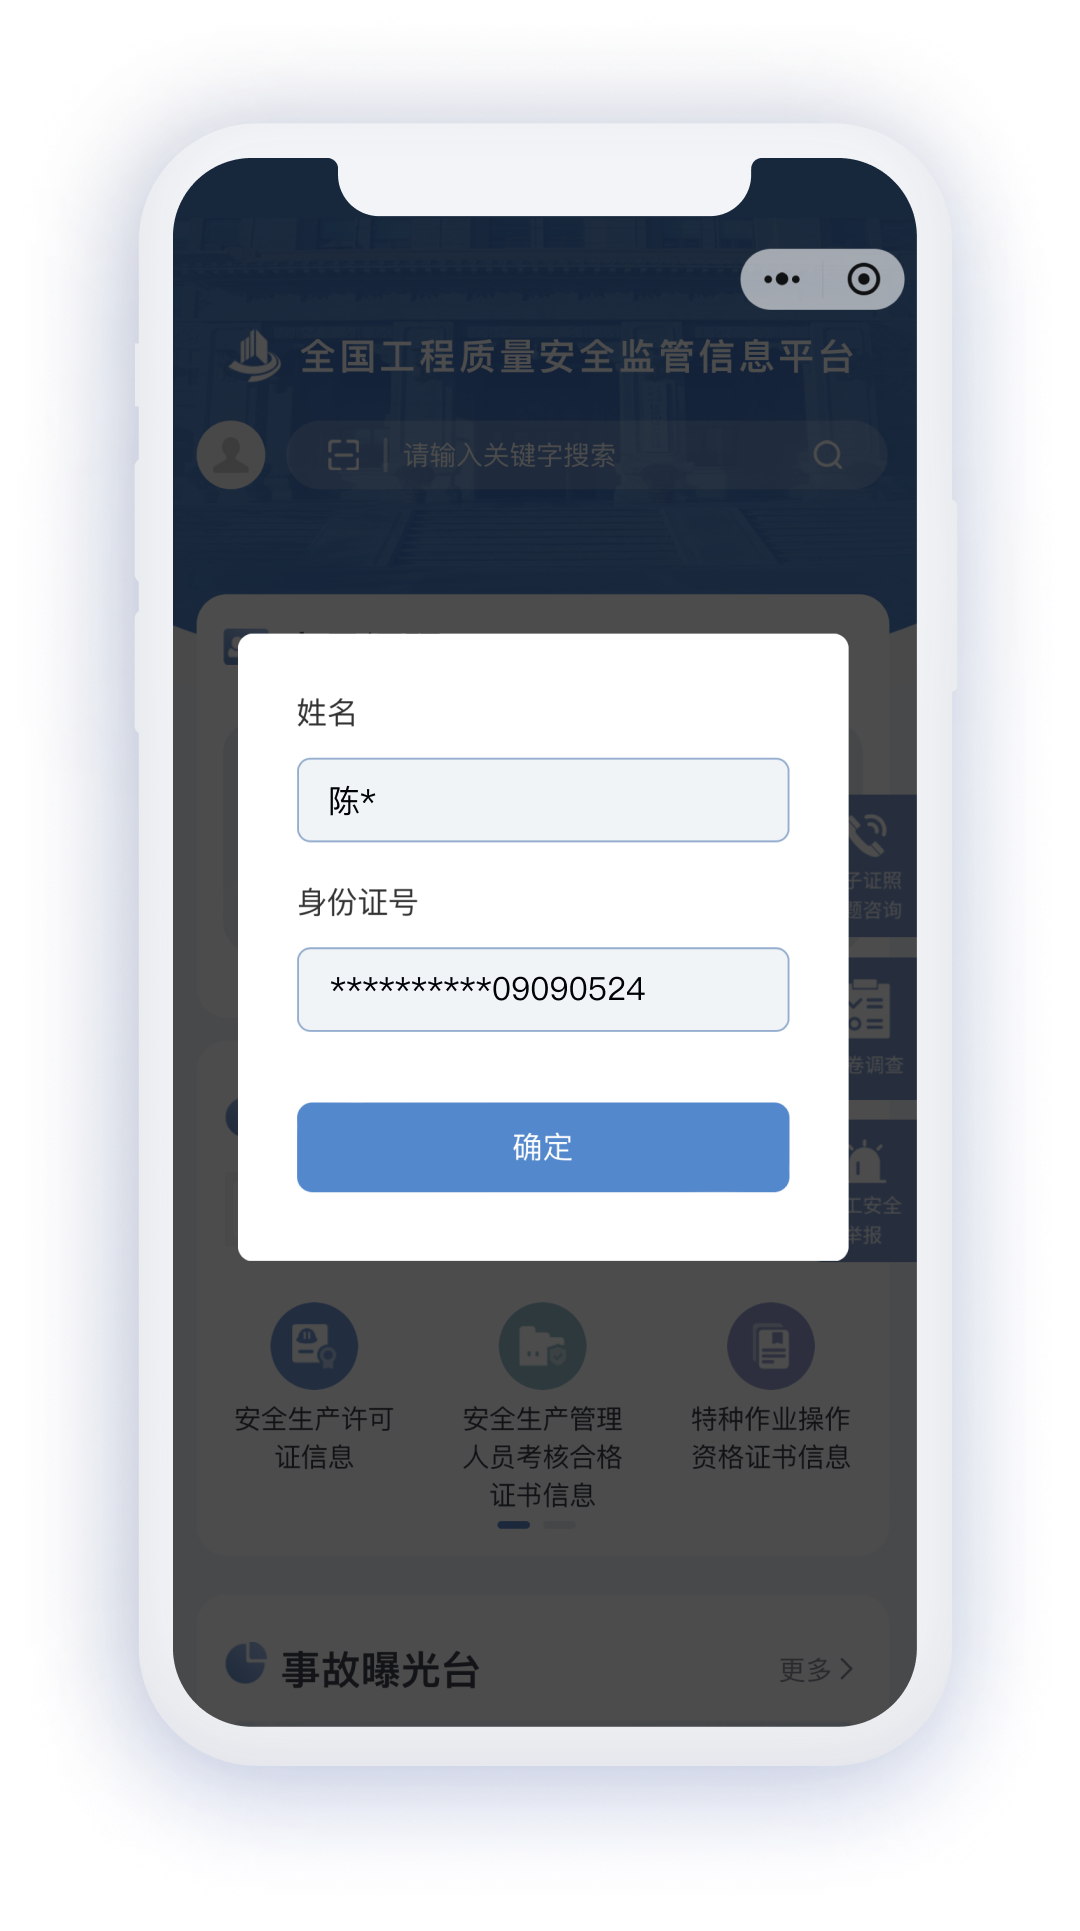 全国工程质量安全监管信息平台
请输入关键字搜索
姓名
陈*
身份证号
**********09090524
确定
子证照
题咨询
卷调查
工安全
举报
安全生产许可
证信息
安全生产管理
人员考核合格
证书信息
特种作业操作
资格证书信息
事故曝光台
更多